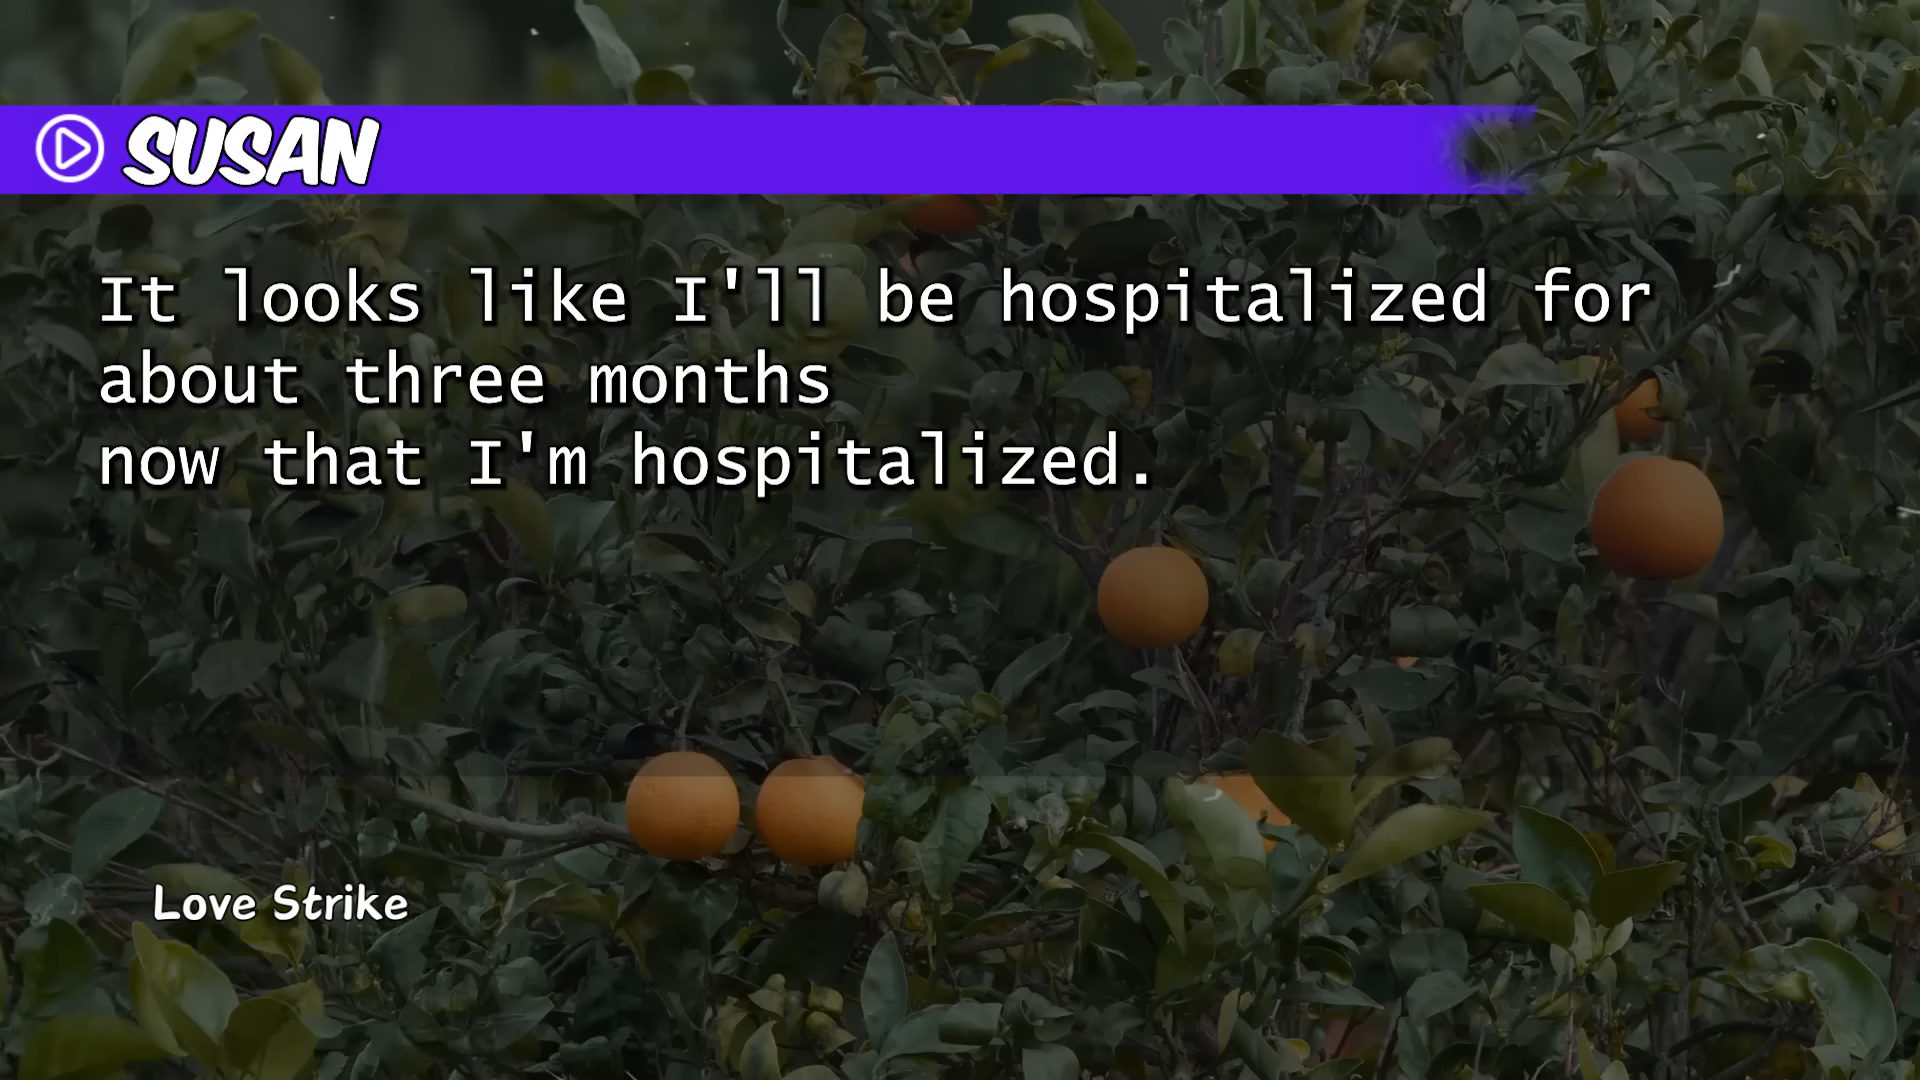 SUSAN
It looks like I'll be hospitalized for
about three months
now that I'm hospitalized.
Love Strike